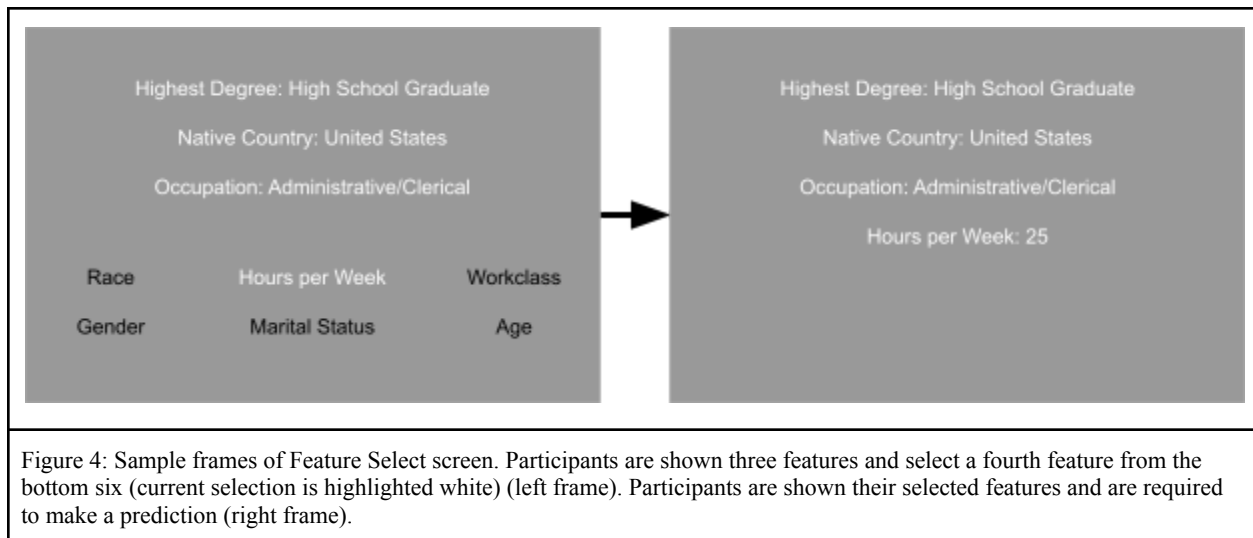 Highest Degree: High School Graduate
Native Country: United States
Occupation: Administrative/Clerical
Race Hours per Week Workclass
Gender Marital Status Age
Highest Degree: High School Graduate
Native Country: United States
Occupation: Administrative/Clerical
Hours per Week: 25
Figure 4: Sample frames of Feature Select screen. Participants are shown three features and select a fourth feature from the
bottom six (current selection is highlighted white) (left frame). Participants are shown their selected features and are required
to make a prediction (right frame).